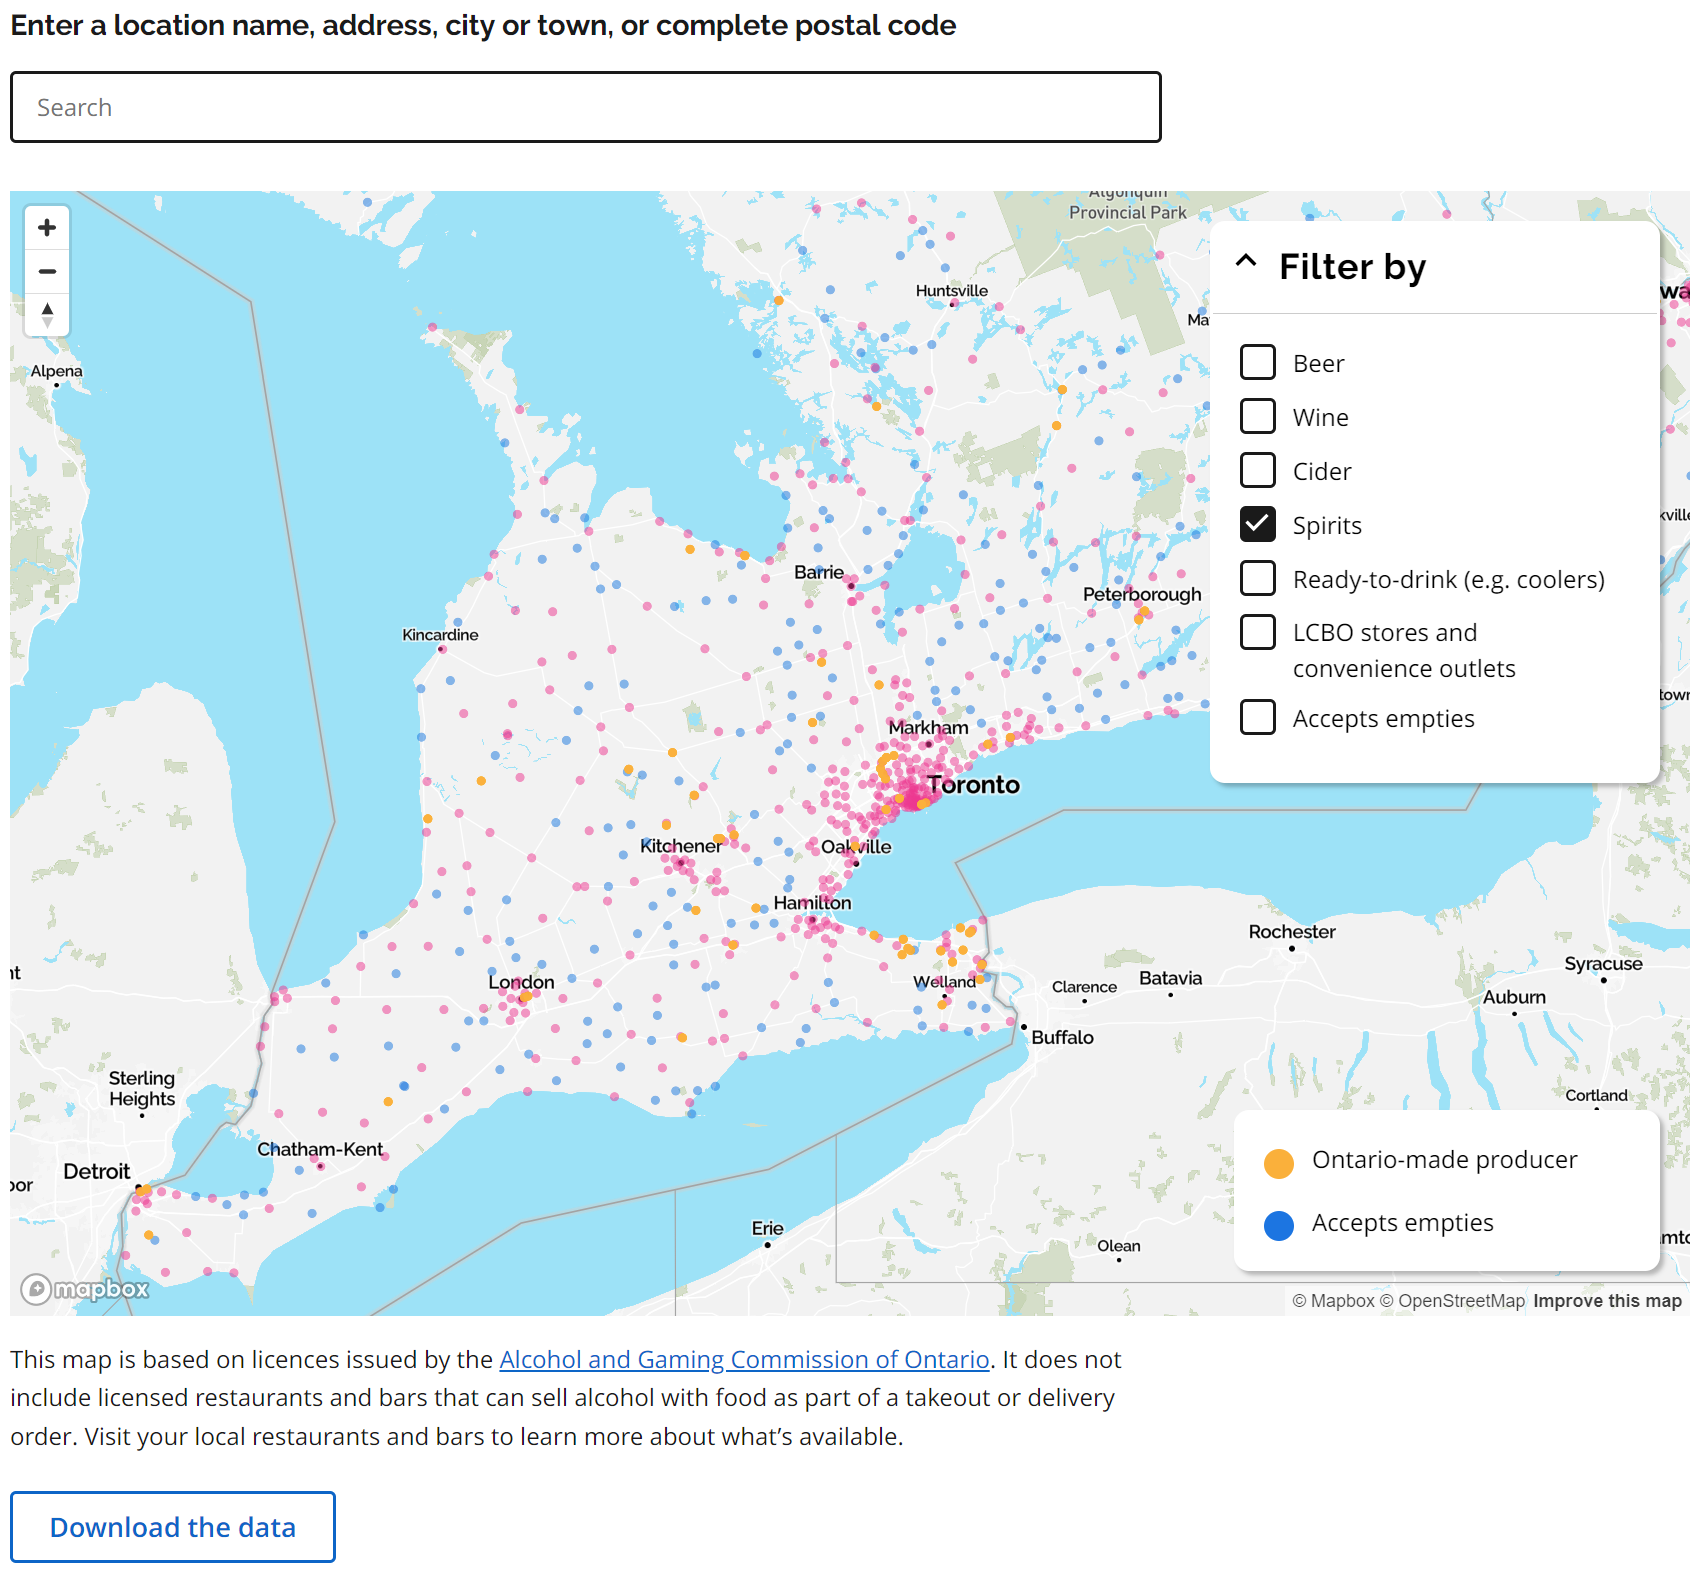 Enter a location name, address, city or town, or complete postal code
Search
Algonquin
Provincial Park
Huntsville
Alpena
Barrie
Peterborough
Kincardine
Markham
Toronto
Kitchener
Oakville
Hamilton
London
Welland
Rochester
Syracuse
Clarence
Batavia
Auburn
Buffalo
Sterling
Heights
Cortland
Chatham-Kent
Detroit
Erie
Olean
Filter by
Beer
Wine
Cider
Spirits
Ready-to-drink (e.g. coolers)
LCBO stores and
convenience outlets
Accepts empties
Ontario-made producer
Accepts empties
mapbox
© Mapbox © OpenStreetMap Improve this map
This map is based on licences issued by the Alcohol and Gaming Commission of Ontario. It does not
include licensed restaurants and bars that can sell alcohol with food as part of a takeout or delivery
order. Visit your local restaurants and bars to learn more about what’s available.
Download the data